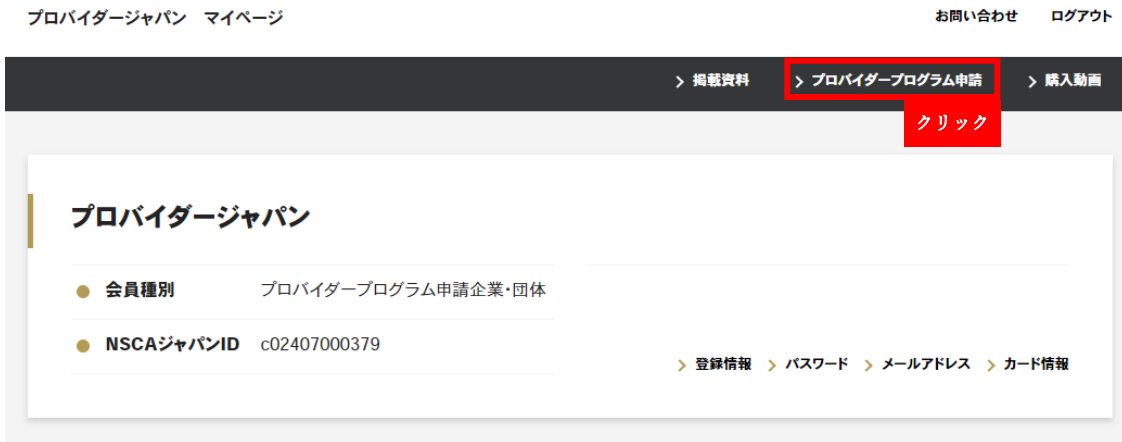 プロバイダージャパン マイページ
お問い合わせ ログアウト
掲載資料 プロバイダープログラム申請 購入動画
クリック
プロバイダージャパン
会員種別 プロバイダープログラム申請企業・団体
NSCAジャパンID c02407000379
登録情報 パスワード メールアドレス カード情報